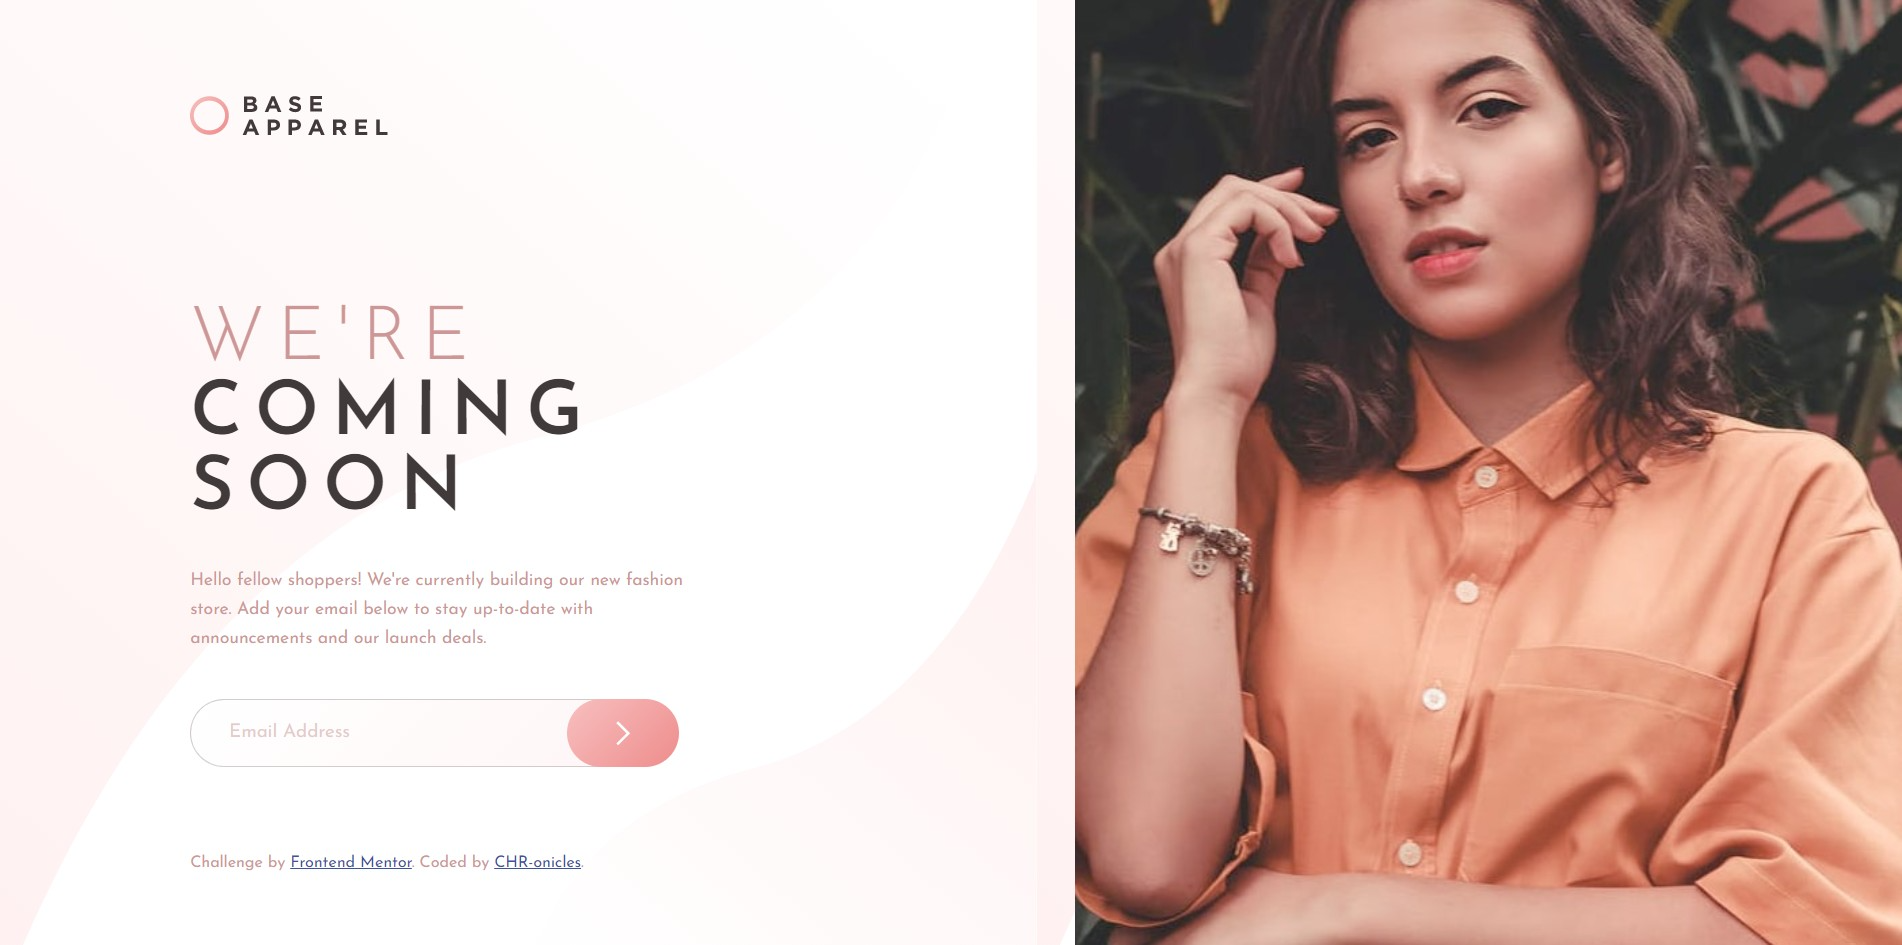 BASE
APPAREL
WE'RE
COMING
SOON
Hello fellow shoppers! We're currently building our new fashion
store. Add your email below to stay up-to-date with
announcements and our launch deals.
Email Address
Challenge by Frontend Mentor. Coded by CHR-onicles.